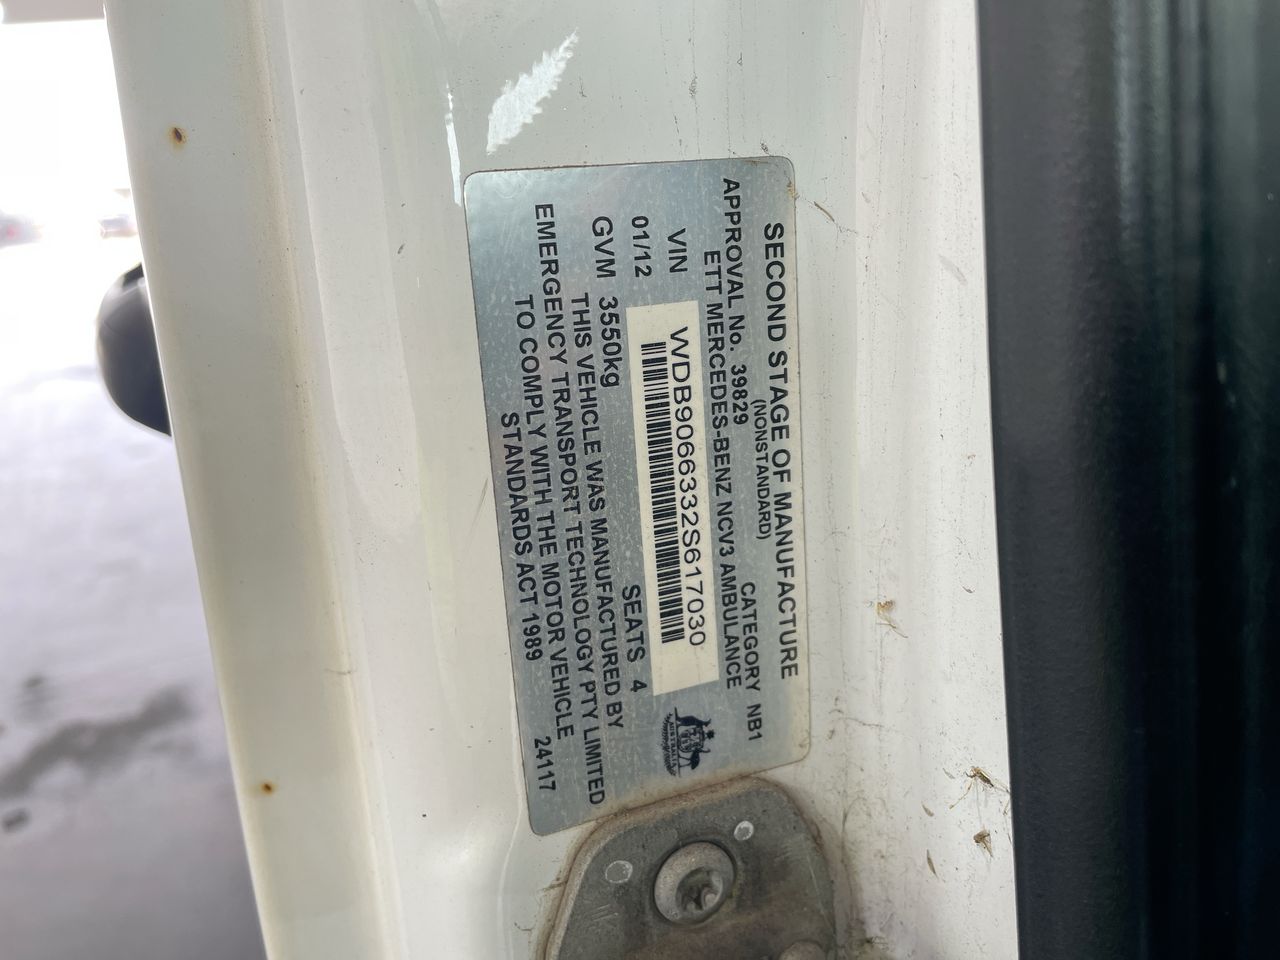 SECOND STAGE OF MANUFACTURE
(NONSTANDARD)
APPROVAL No. 39829 CATEGORY NB1
ETT MERCEDES-BENZ NCV3 AMBULANCE
VIN WDB9066332S617030
01/12
GVM 3550kg SEATS 4
THIS VEHICLE WAS MANUFACTURED BY
EMERGENCY TRANSPORT TECHNOLOGY PTY LIMITED
TO COMPLY WITH THE MOTOR VEHICLE
STANDARDS ACT 1989 24117
AUSTRALIA